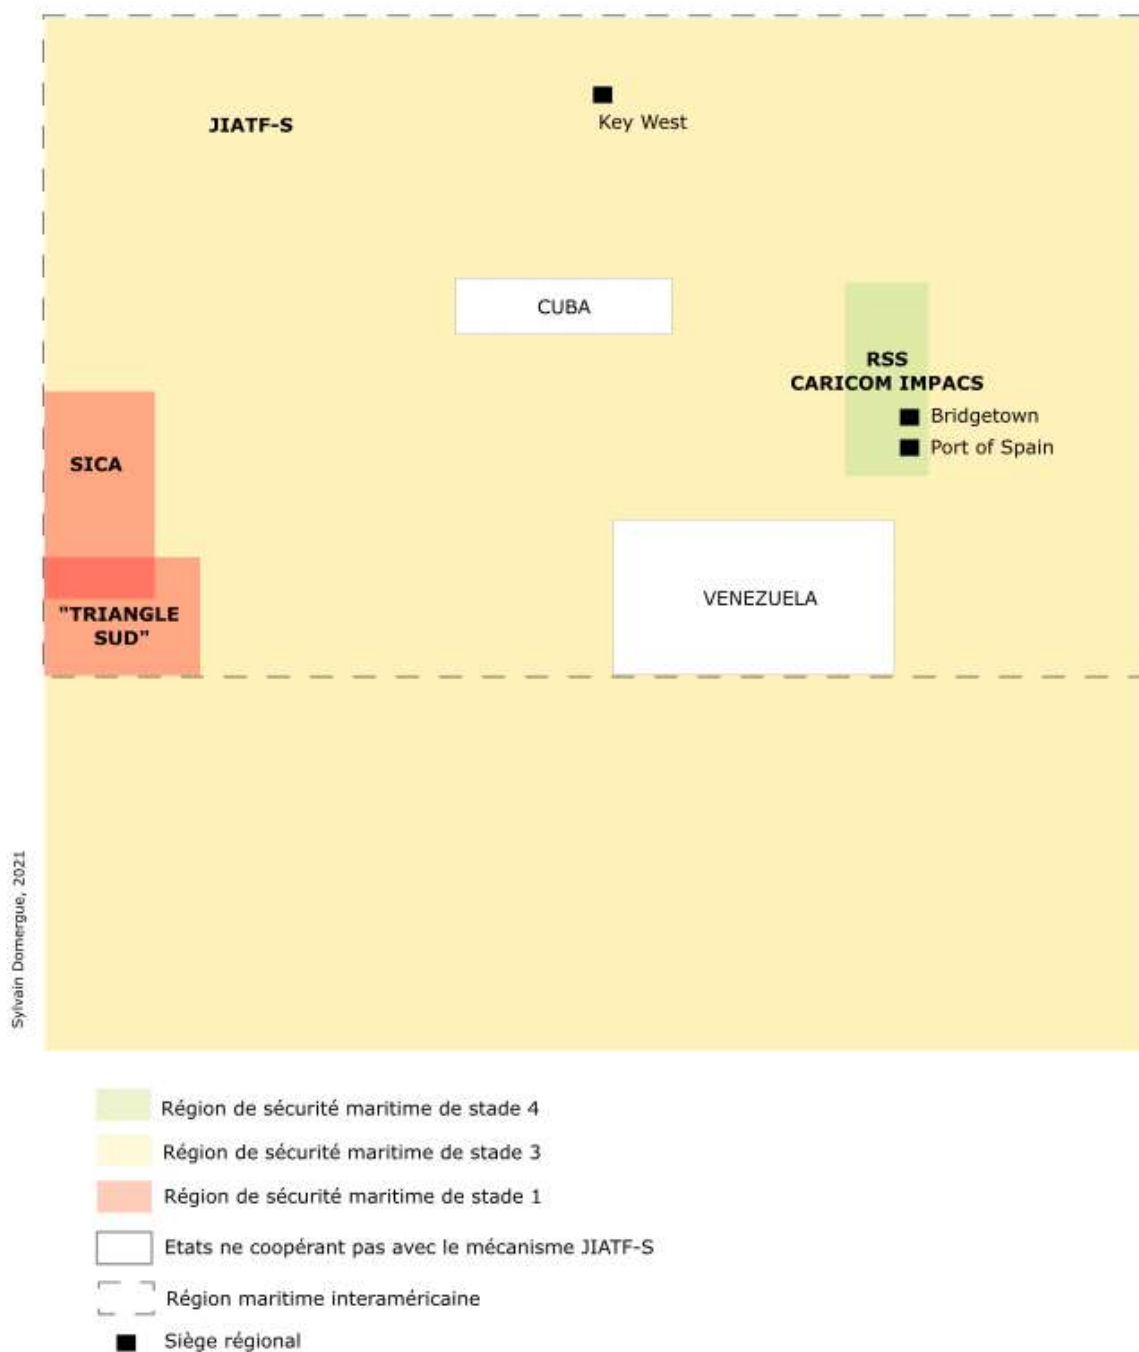 JIATF-S
Key West
CUBA
RSS
CARICOM IMPACS
Bridgetown
Port of Spain
SICA
"TRIANGLE
SUD"
VENEZUELA
Sylvain Domergue, 2021
Région de sécurité maritime de stade 4
Région de sécurité maritime de stade 3
Région de sécurité maritime de stade 1
Etats ne coopérant pas avec le mécanisme JIATF-S
Région maritime interaméricaine
Siège régional